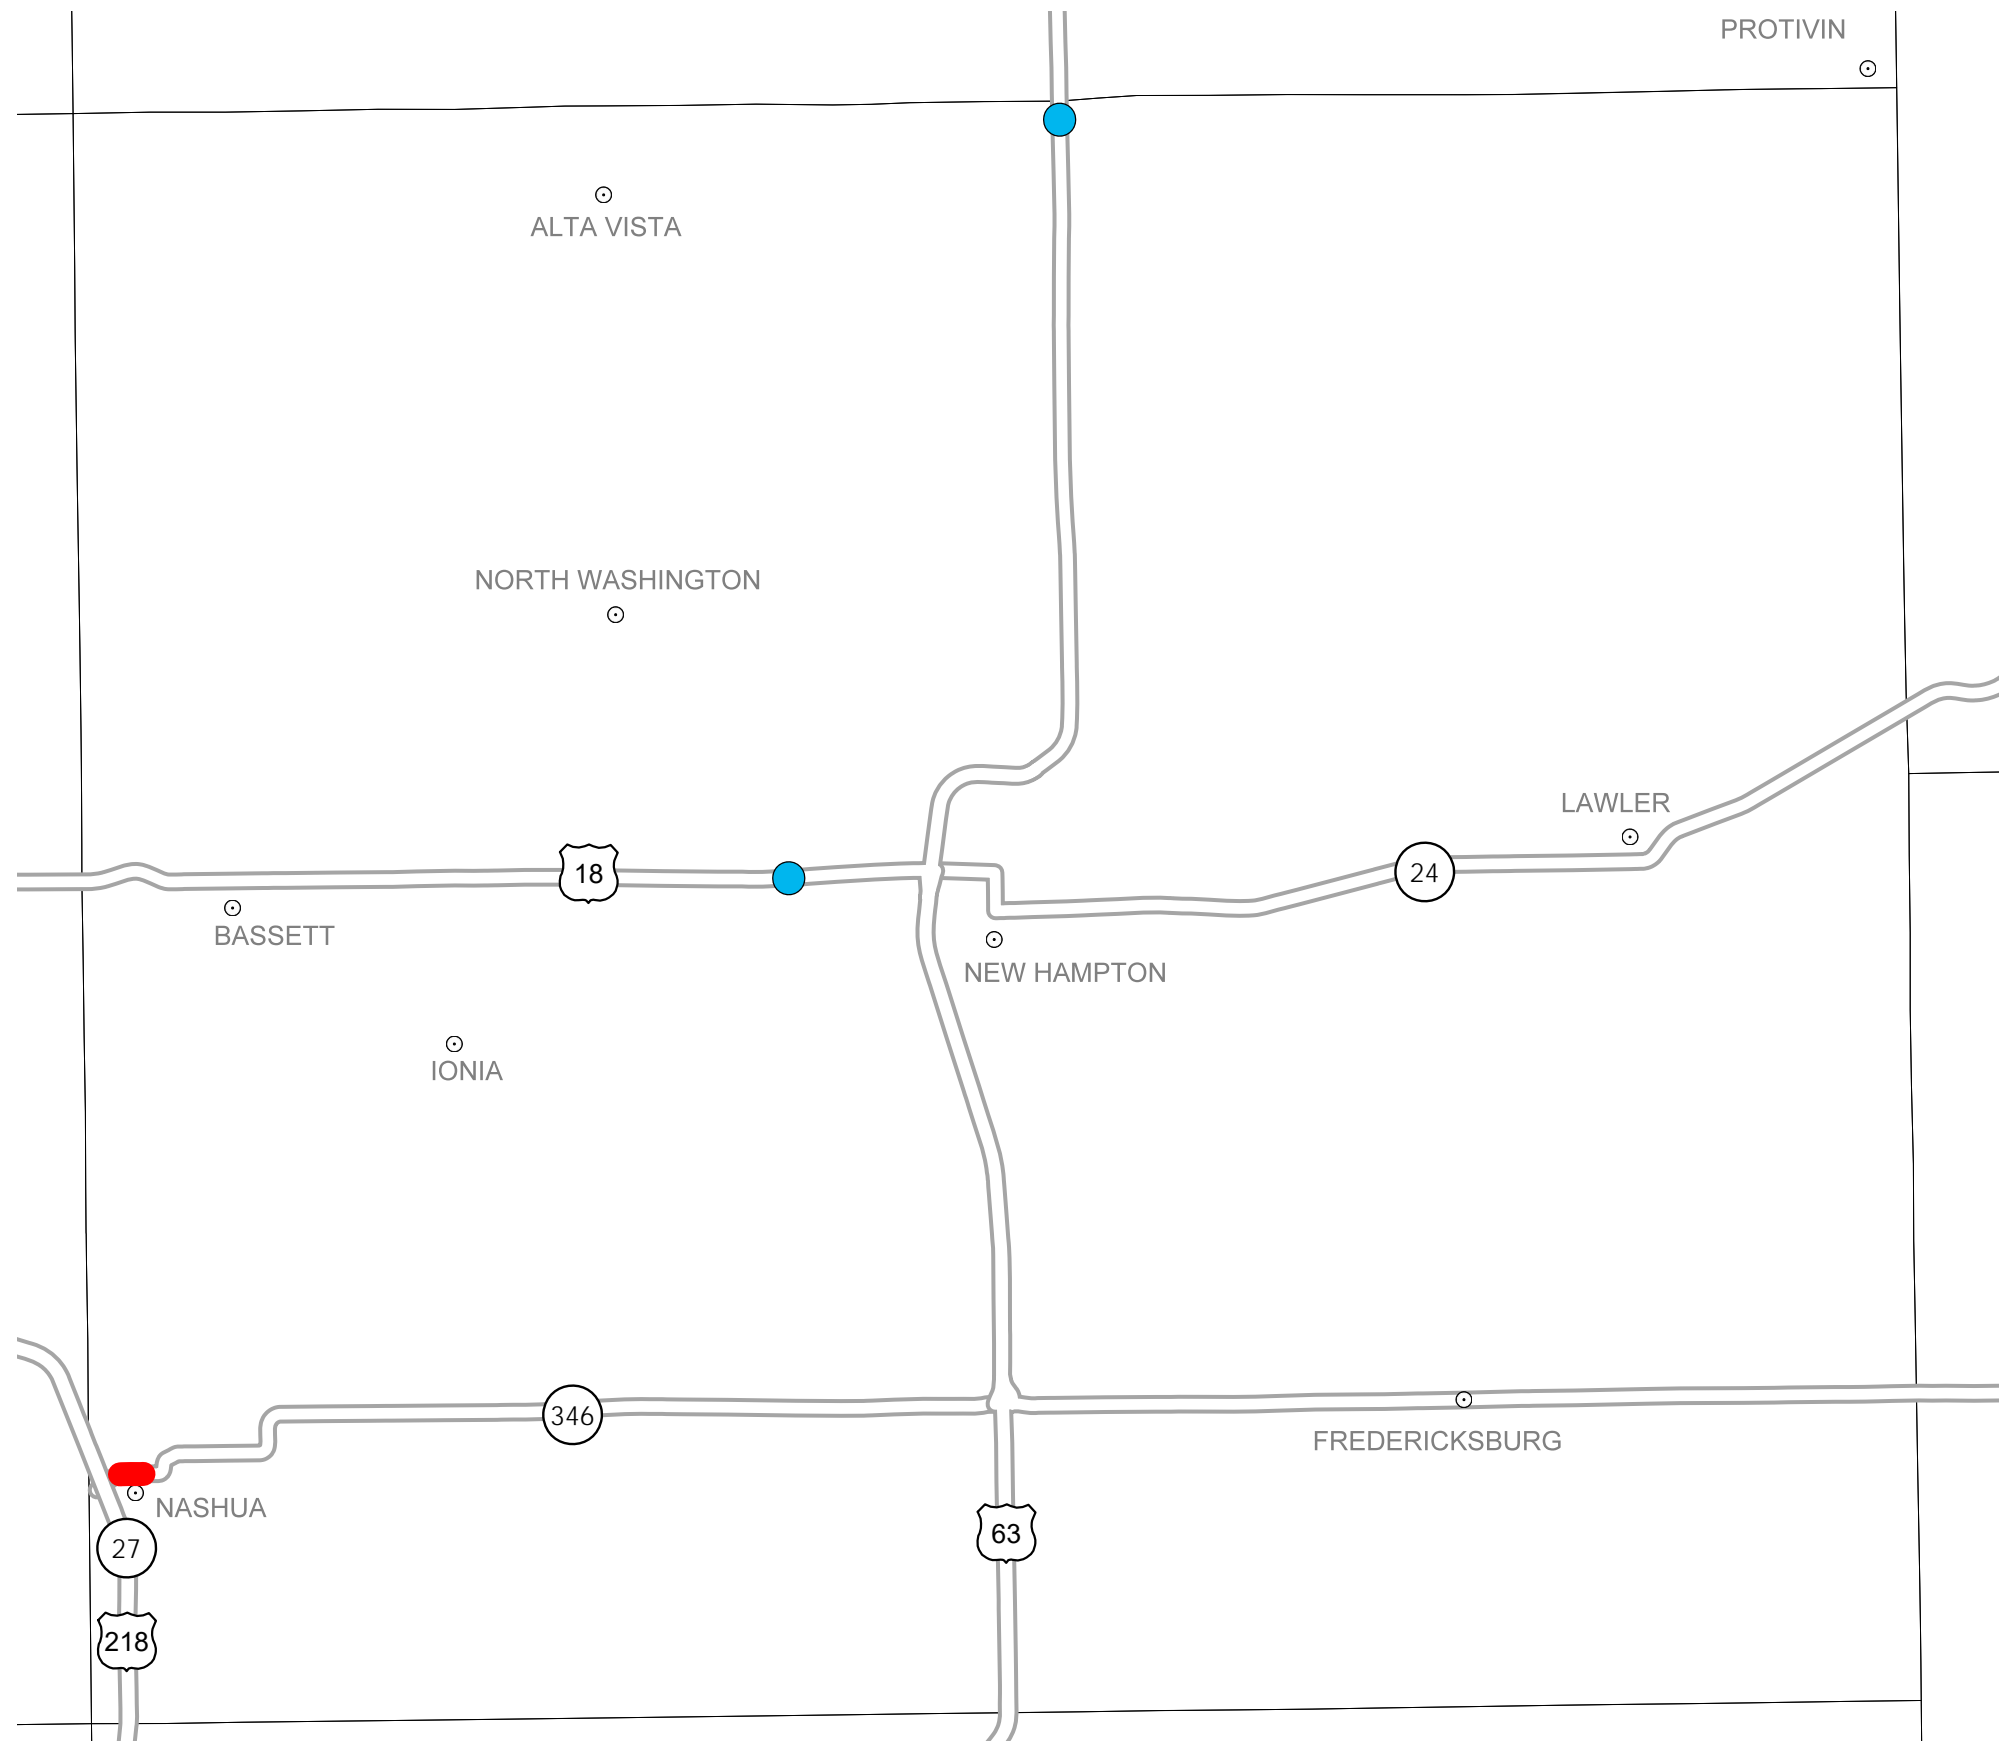 PROTIVIN
ALTA VISTA
NORTH WASHINGTON
LAWLER
18
24
BASSETT
NEW HAMPTON
IONIA
346
FREDERICKSBURG
NASHUA
63
27
218